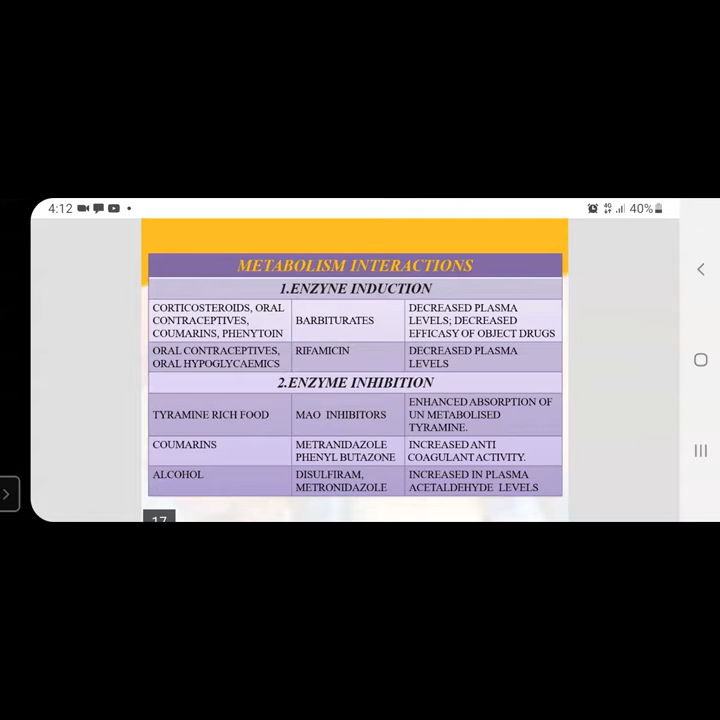 4:12
4G
40%
METABOLISM INTERACTIONS
1.ENZYNE INDUCTION
CORTICOSTEROIDS, ORAL
CONTRACEPTIVES,
COUMARINS, PHENYTOIN
BARBITURATES
DECREASED PLASMA
LEVELS; DECREASED
EFFICASY OF OBJECT DRUGS
ORAL CONTRACEPTIVES,
ORAL HYPOGLYCAEMICS
RIFAMICIN
DECREASED PLASMA
LEVELS
2.ENZYME INHIBITION
TYRAMINE RICH FOOD
MAO INHIBITORS
ENHANCED ABSORPTION OF
UN METABOLISED
TYRAMINE.
COUMARINS
METRANIDAZOLE
PHENYL BUTAZONE
INCREASED ANTI
COAGULANT ACTIVITY.
ALCOHOL
DISULFIRAM,
METRONIDAZOLE
INCREASED IN PLASMA
ACETALDEHYDE LEVELS
17